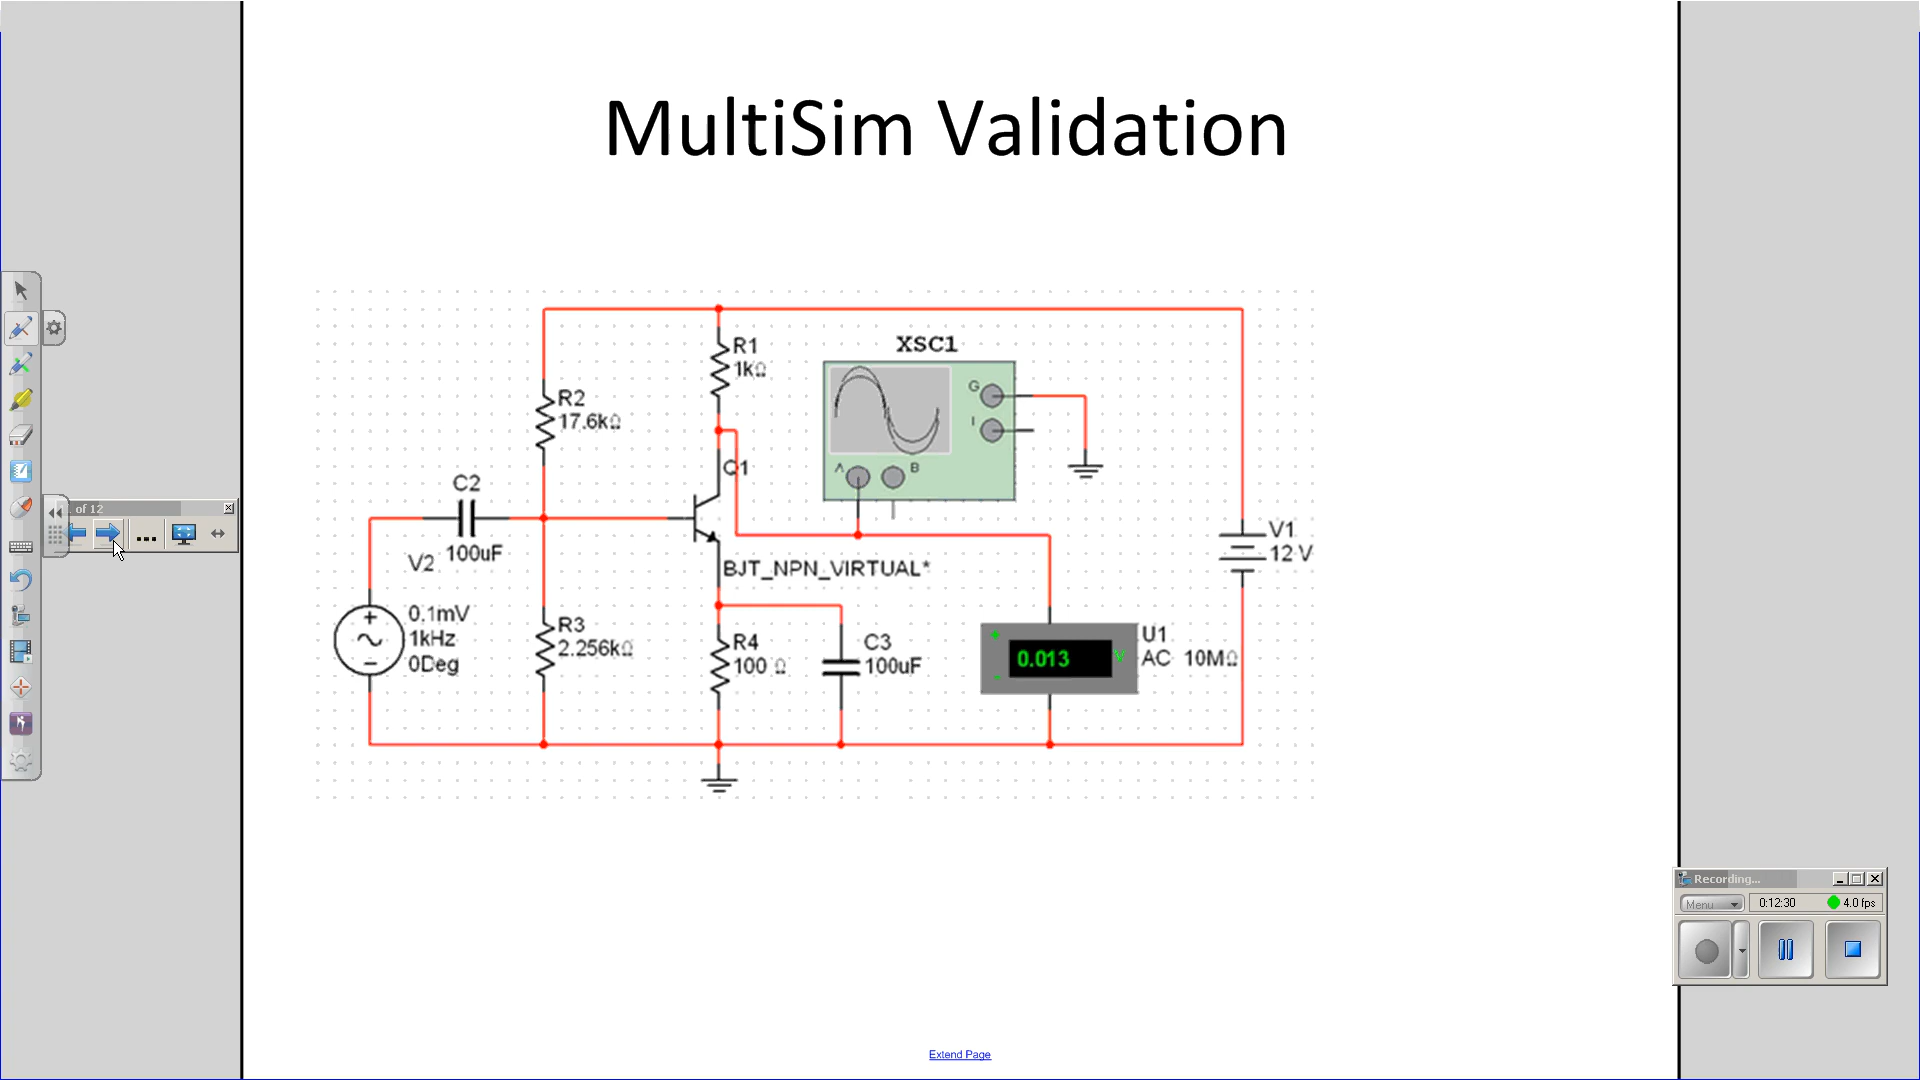 MultiSim Validation
XSC1
R1
1kΩ
G
R2
17.6kΩ
I
Q1
A
B
C2
of 12
...
100uF
V1
12 V
V2
BJT_NPN_VIRTUAL*
0.1mV
1kHz
0Deg
R3
2.256kΩ
R4
100 Ω
C3
100uF
0.013
V
U1
AC 10MΩ
Recording...
Menu
0:12:30
4.0 fps
Extend Page